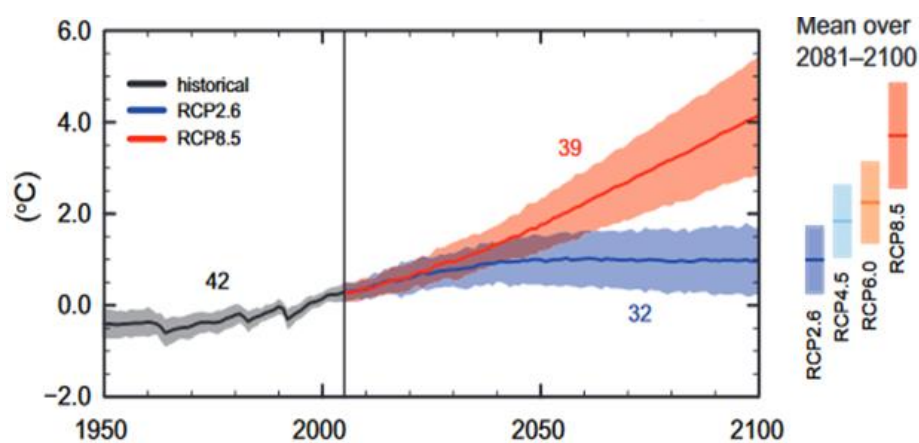 6.0
4.0
2.0
0.0
−2.0
(°C)
historical
RCP2.6
RCP8.5
42
39
32
1950
2000
2050
2100
Mean over
2081–2100
RCP2.6
RCP4.5
RCP6.0
RCP8.5